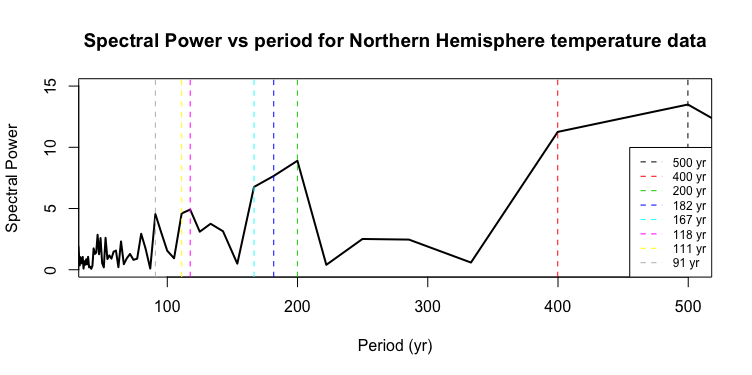 Spectral Power vs period for Northern Hemisphere temperature data
Spectral Power
15
10
5
0
100
200
300
400
500
Period (yr)
500 yr
400 yr
200 yr
182 yr
167 yr
118 yr
111 yr
91 yr